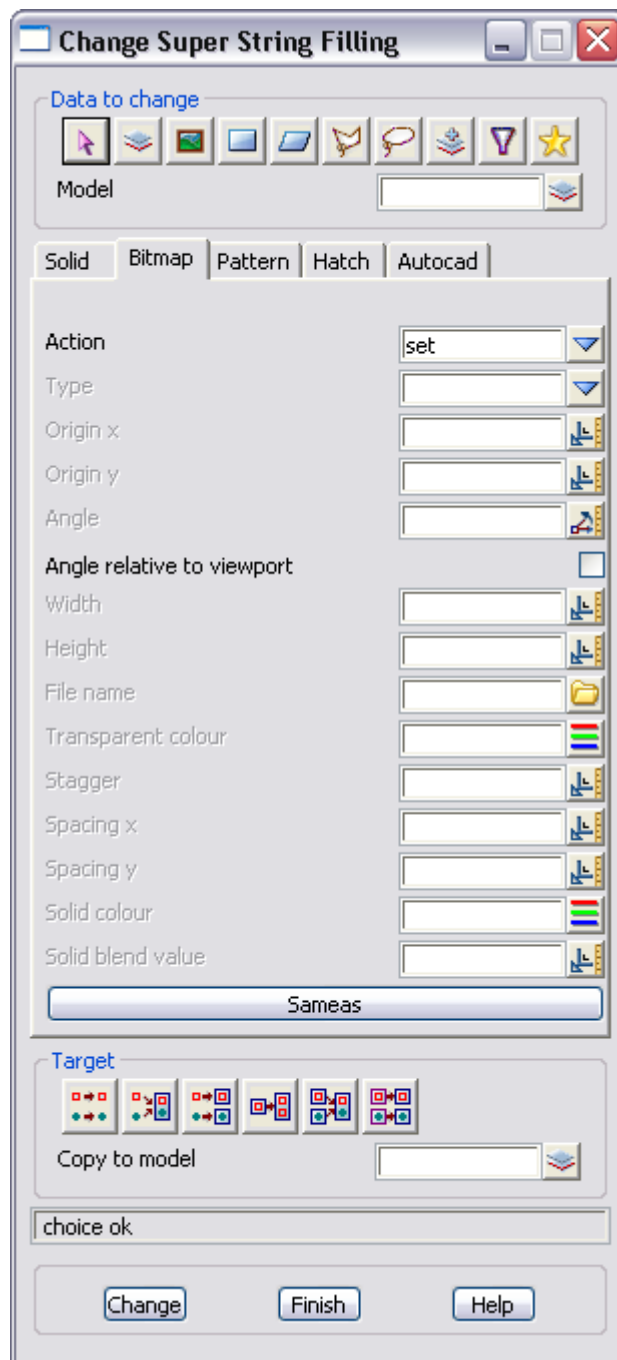 Change Super String Filling
Data to change
Model
Solid Bitmap Pattern Hatch Autocad
Action set
Type
Origin x
Origin y
Angle
Angle relative to viewport
Width
Height
File name
Transparent colour
Stagger
Spacing x
Spacing y
Solid colour
Solid blend value
Sameas
Target
Copy to model
choice ok
Change Finish Help